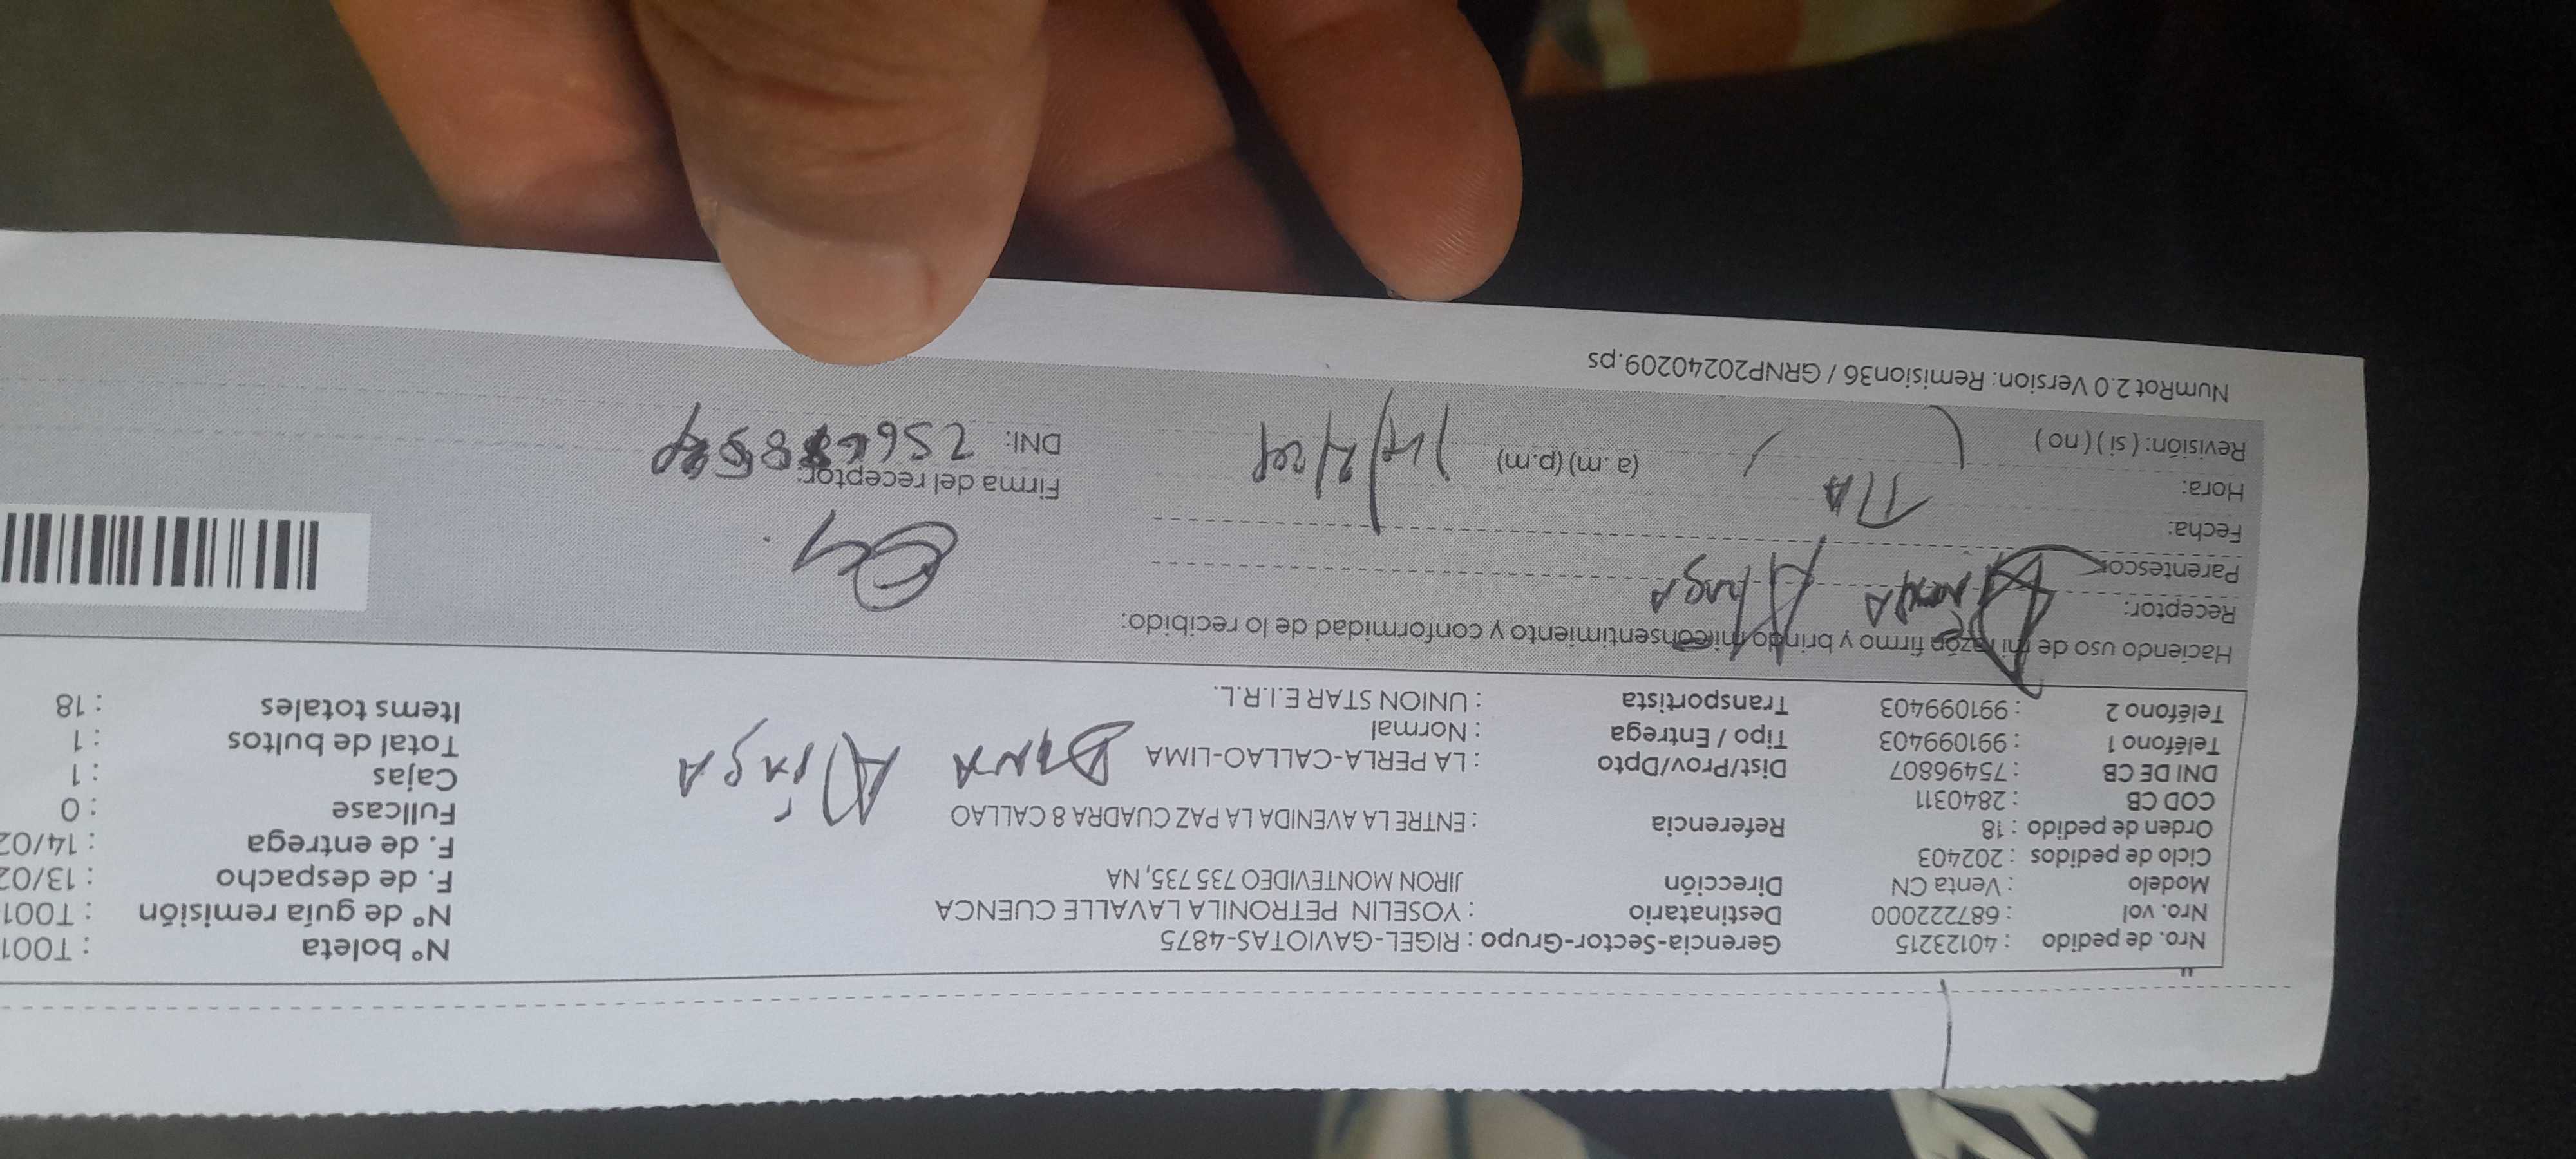 Nro. de pedido : 40123215 Gerencia-Sector-Grupo : RIGEL-GAVIOTAS-4875 N° boleta : T001
Nro. vol : 687222000 Destinatario : YOSELIN PETRONILA LAVALLE CUENCA N° de guía remisión : T001
Modelo : Venta CN Dirección JIRON MONTEVIDEO 735 735, NA F. de despacho : 13/02
Ciclo de pedidos : 202403 F. de entrega : 14/02
Orden de pedido : 18 Referencia : ENTRE LA AVENIDA LA PAZ CUADRA 8 CALLAO Fullcase : 0
COD CB : 2840311 Cajas : 1
DNI DE CB : 75496807 Dist/Prov/Dpto : LA PERLA-CALLAO-LIMA Total de bultos : 1
Teléfono 1 : 991099403 Tipo / Entrega : Normal Items totales : 18
Teléfono 2 : 991099403 Transportista : UNION STAR E.I.R.L.
Haciendo uso de mi razón firmo y brindo mi consentimiento y conformidad de lo recibido:
Receptor:
Parentesco:
Fecha: TIA
Hora: (a.m) (p.m) Firma del receptor:
Revisión: ( si ) ( no ) DNI:
NumRot 2.0 Version: Remision36 / GRNP20240209.ps